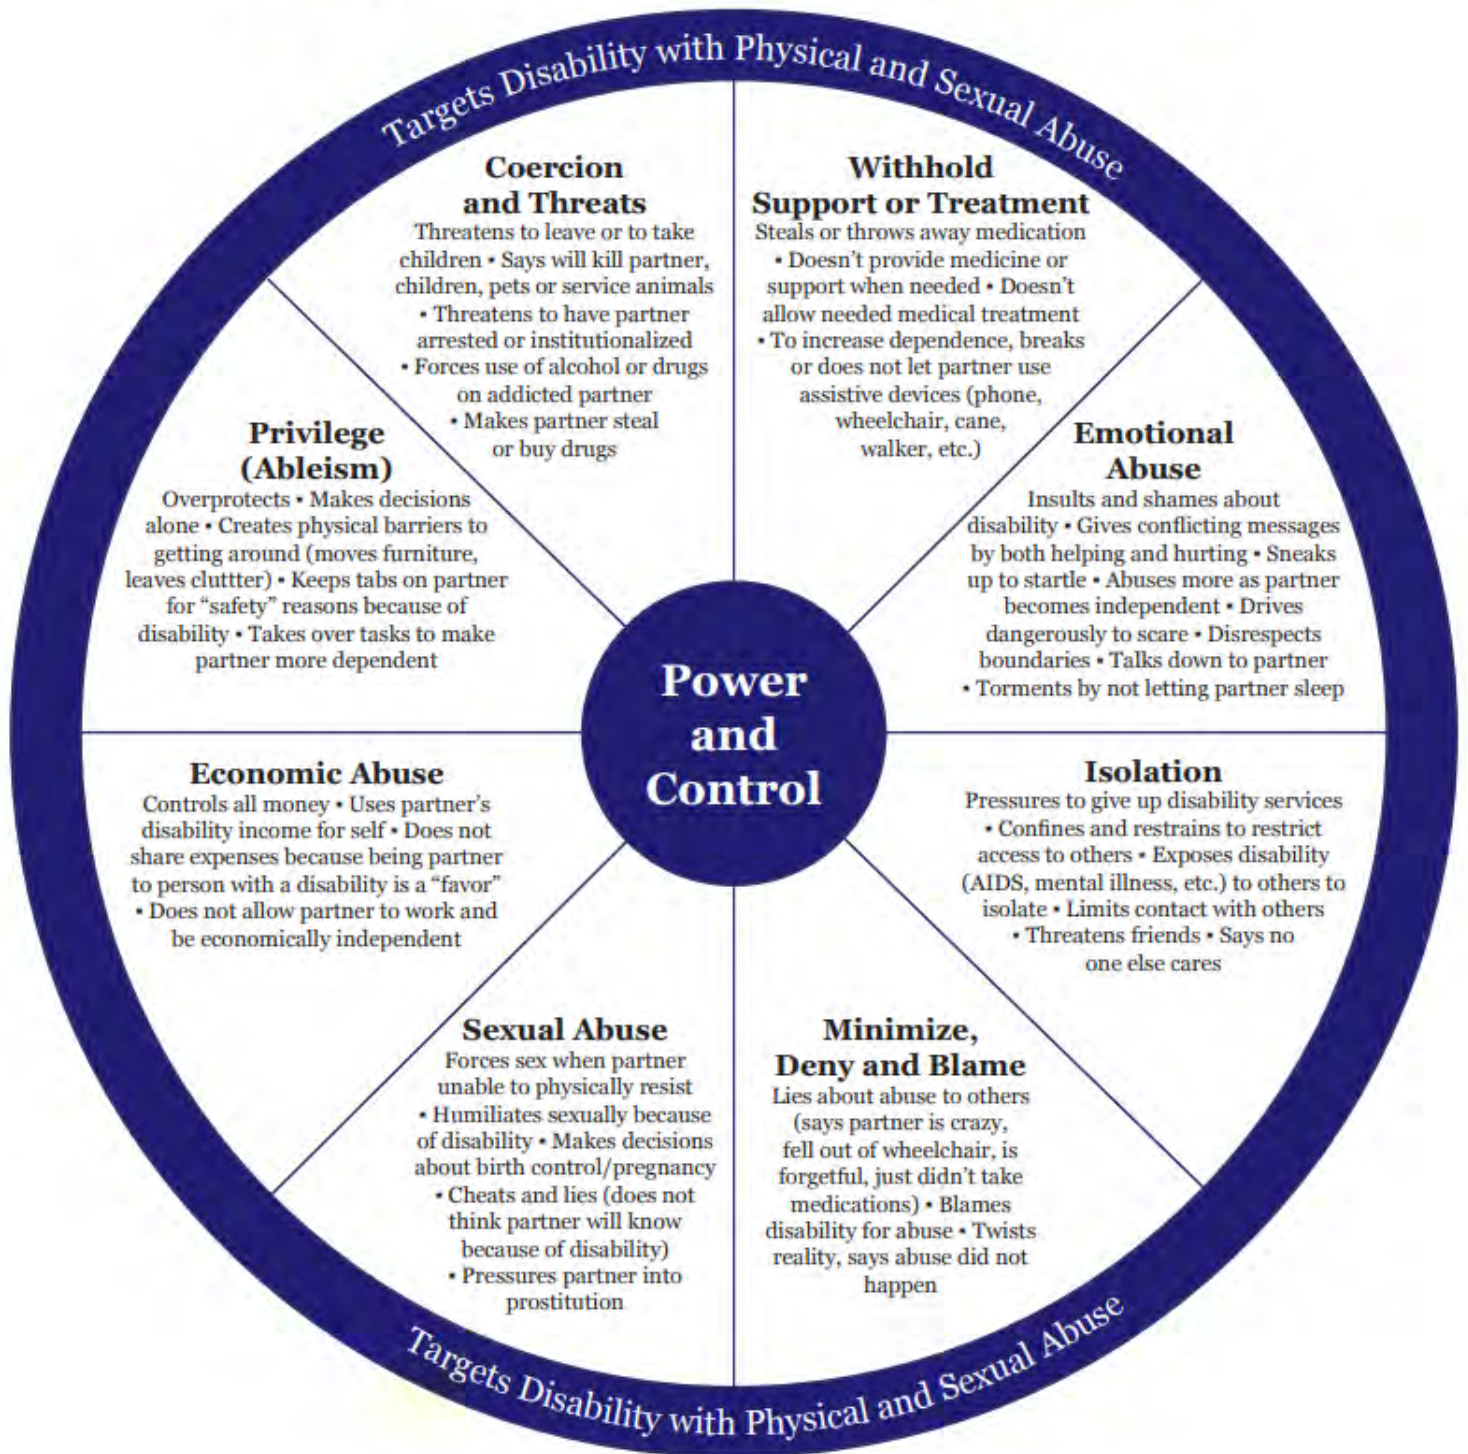 Targets Disability with Physical and Sexual Abuse
Coercion
and Threats
Threatens to leave or to take
children • Says will kill partner,
children, pets or service animals
• Threatens to have partner
arrested or institutionalized
• Forces use of alcohol or drugs
on addicted partner
• Makes partner steal
or buy drugs
Withhold
Support or Treatment
Steals or throws away medication
• Doesn't provide medicine or
support when needed • Doesn't
allow needed medical treatment
• To increase dependence, breaks
or does not let partner use
assistive devices (phone,
wheelchair, cane,
walker, etc.)
Privilege
(Ableism)
Overprotects • Makes decisions
alone • Creates physical barriers to
getting around (moves furniture,
leaves cluttter) • Keeps tabs on partner
for “safety” reasons because of
disability • Takes over tasks to make
partner more dependent
Emotional
Abuse
Insults and shames about
disability • Gives conflicting messages
by both helping and hurting • Sneaks
up to startle • Abuses more as partner
becomes independent • Drives
dangerously to scare • Disrespects
boundaries • Talks down to partner
• Torments by not letting partner sleep
Power
and
Control
Economic Abuse
Controls all money • Uses partner's
disability income for self • Does not
share expenses because being partner
to person with a disability is a “favor”
• Does not allow partner to work and
be economically independent
Isolation
Pressures to give up disability services
• Confines and restrains to restrict
access to others • Exposes disability
(AIDS, mental illness, etc.) to others to
isolate • Limits contact with others
• Threatens friends • Says no
one else cares
Sexual Abuse
Forces sex when partner
unable to physically resist
• Humiliates sexually because
of disability • Makes decisions
about birth control/pregnancy
• Cheats and lies (does not
think partner will know
because of disability)
• Pressures partner into
prostitution
Minimize,
Deny and Blame
Lies about abuse to others
(says partner is crazy,
fell out of wheelchair, is
forgetful, just didn't take
medications) • Blames
disability for abuse • Twists
reality, says abuse did not
happen
Targets Disability with Physical and Sexual Abuse